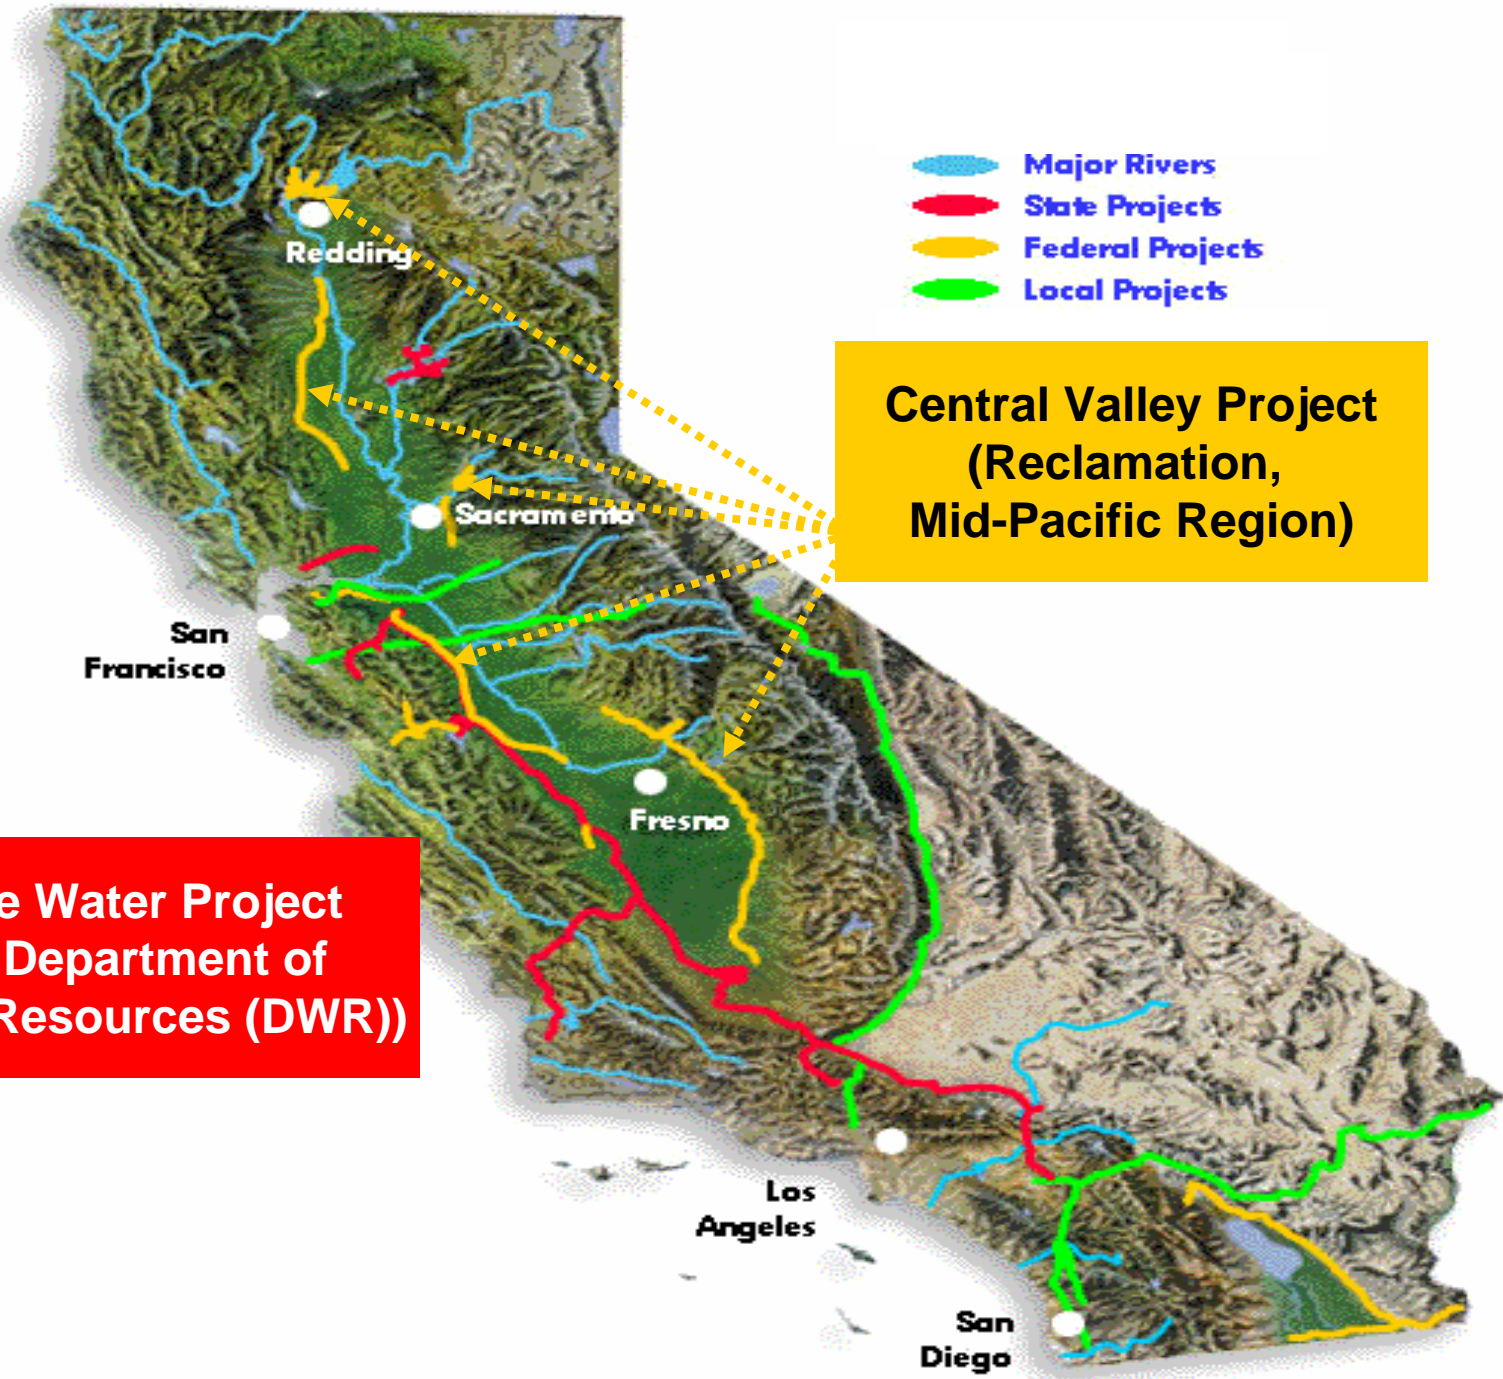 Major Rivers
State Projects
Federal Projects
Local Projects
Redding
Central Valley Project
(Reclamation,
Mid-Pacific Region)
Sacramento
San
Francisco
Fresno
e Water Project
Department of
Resources (DWR))
Los
Angeles
San
Diego